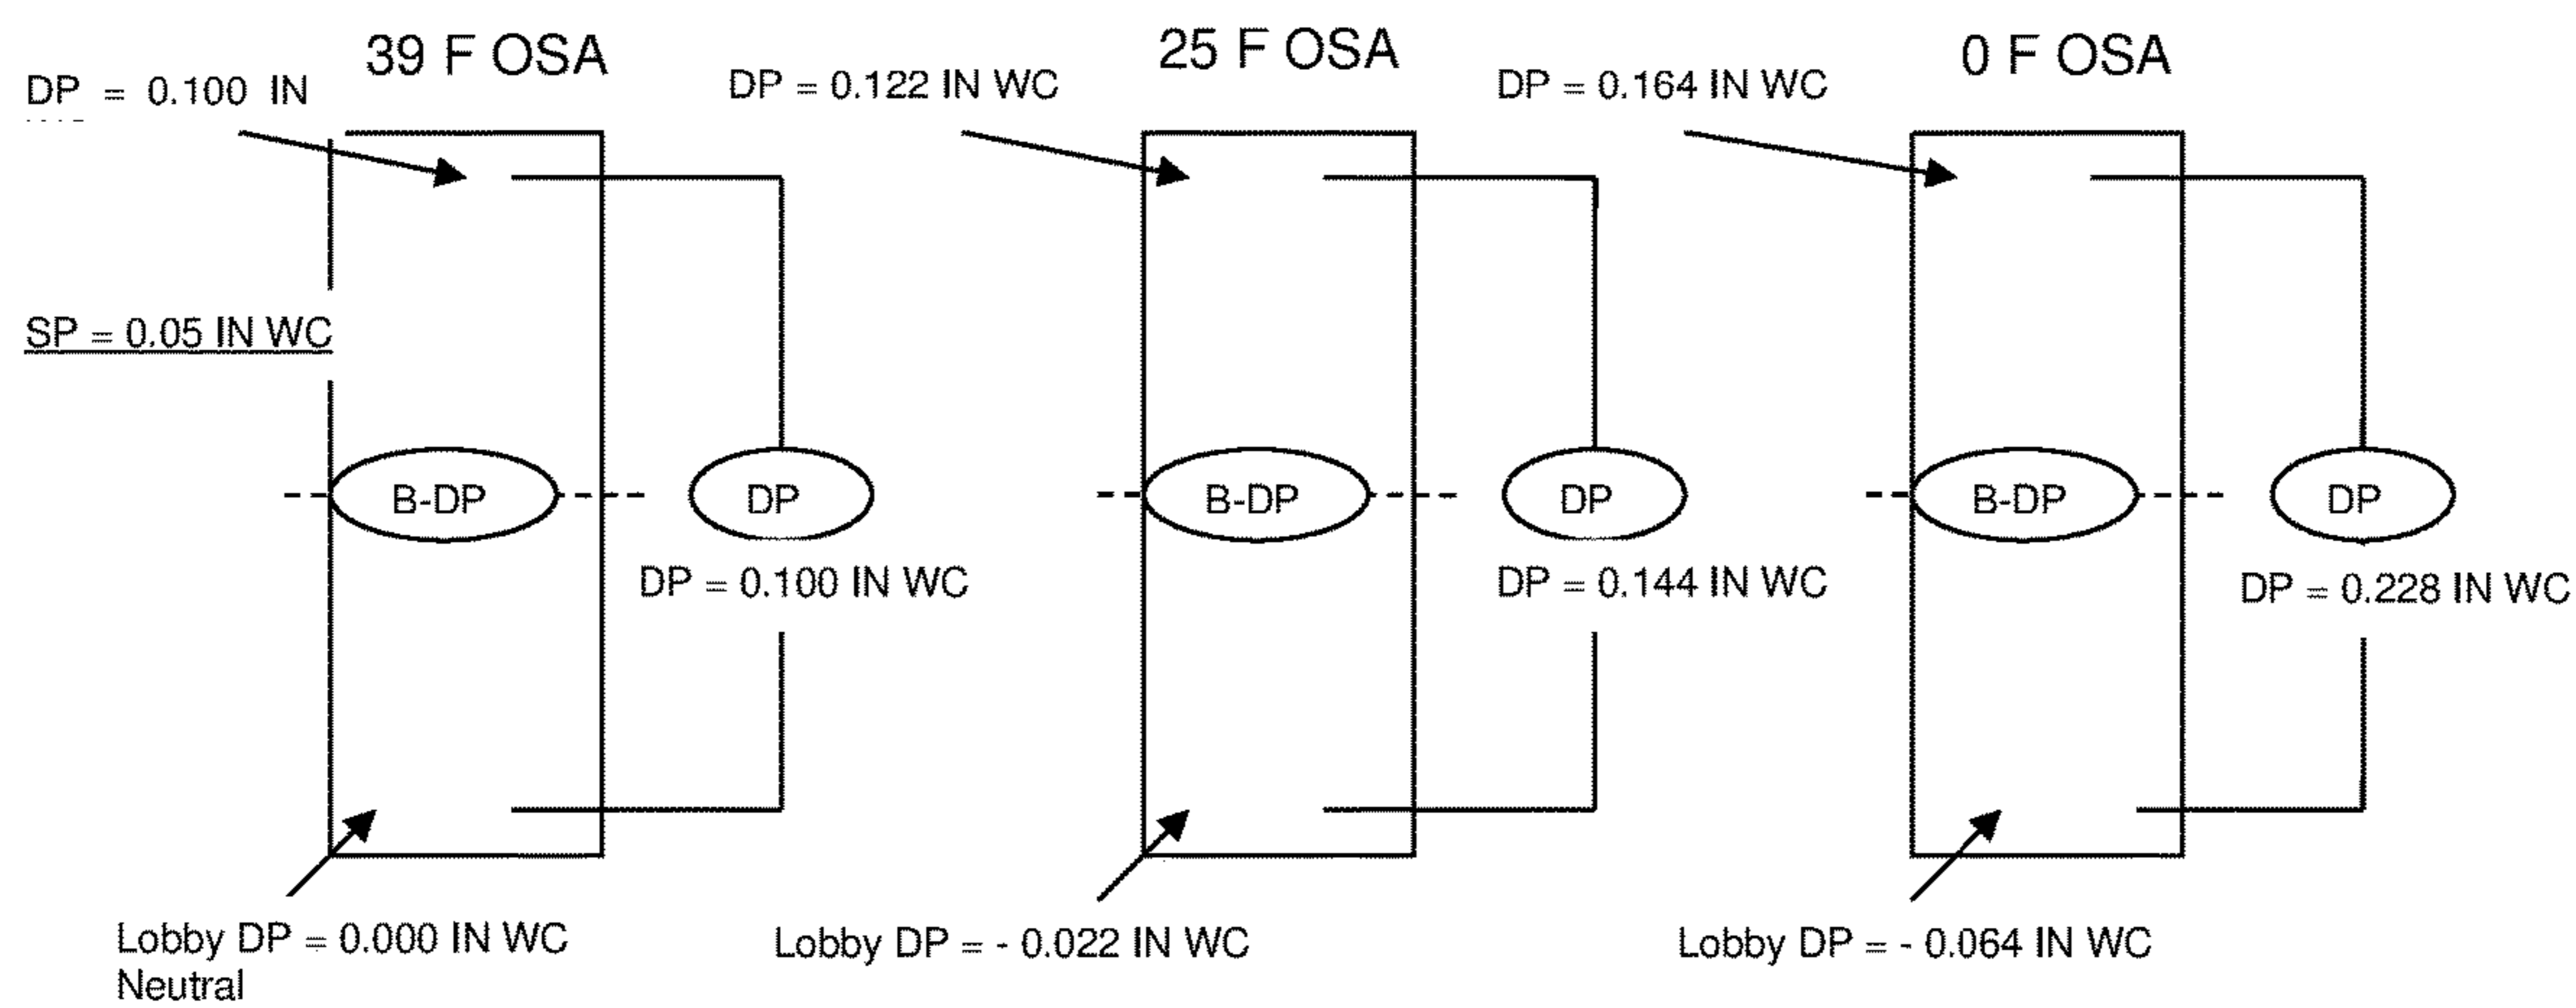 39 F OSA
DP = 0.100 IN
SP = 0.05 IN WC
B-DP
DP
DP = 0.100 IN WC
Lobby DP = 0.000 IN WC
Neutral
25 F OSA
DP = 0.122 IN WC
B-DP
DP
DP = 0.144 IN WC
Lobby DP = - 0.022 IN WC
0 F OSA
DP = 0.164 IN WC
B-DP
DP
DP = 0.228 IN WC
Lobby DP = - 0.064 IN WC